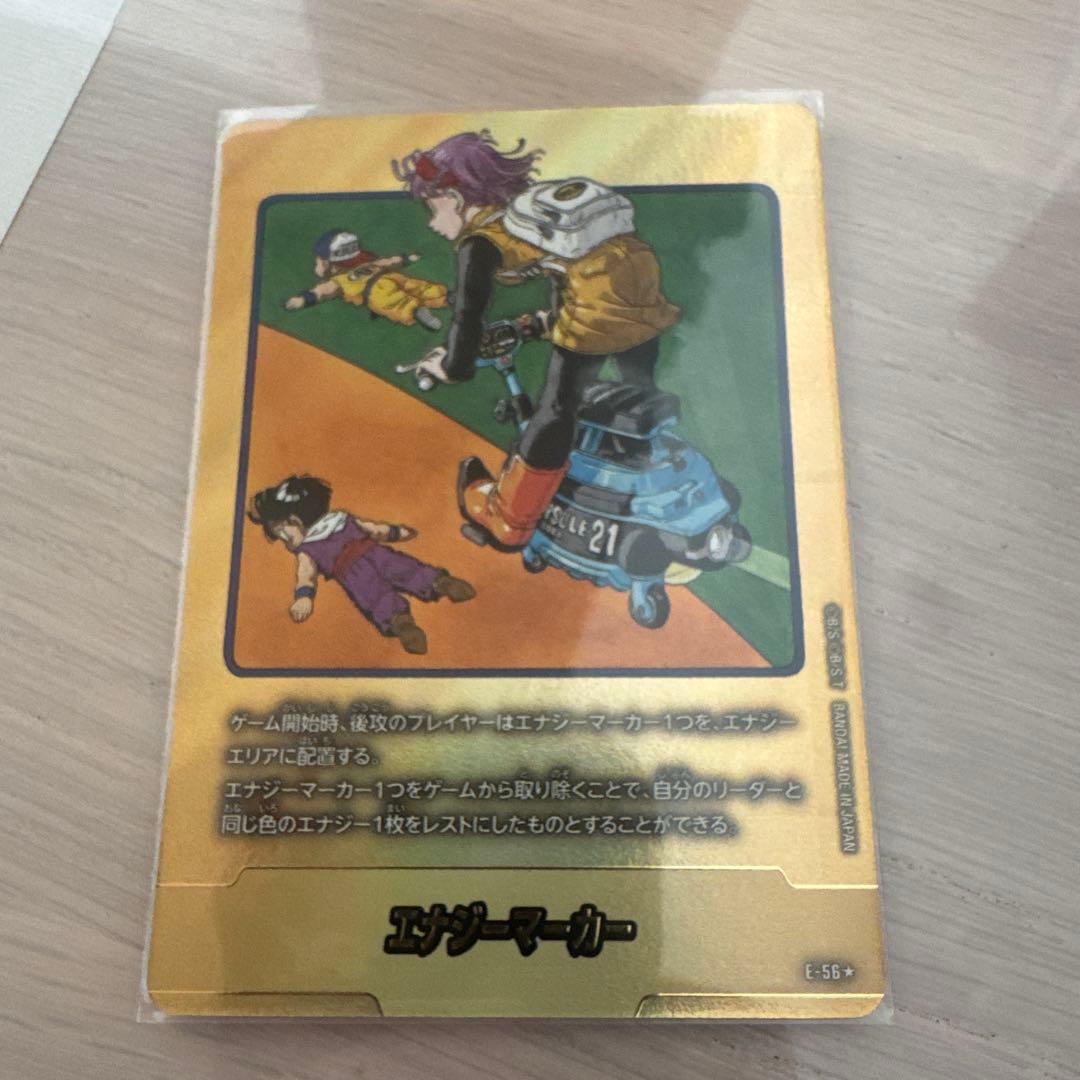 21
ゲーム開始時、後攻のプレイヤーはエナジーマーカー1つを、エナジー
エリアに配置する。
エナジーマーカー1つをゲームから取り除くことで、自分のリーダーと
同じ色のエナジー1枚をレストにしたものとすることができる。
エナジーマーカー
E-56★
©B.S ©B.S.T BANDAI MADE IN JAPAN